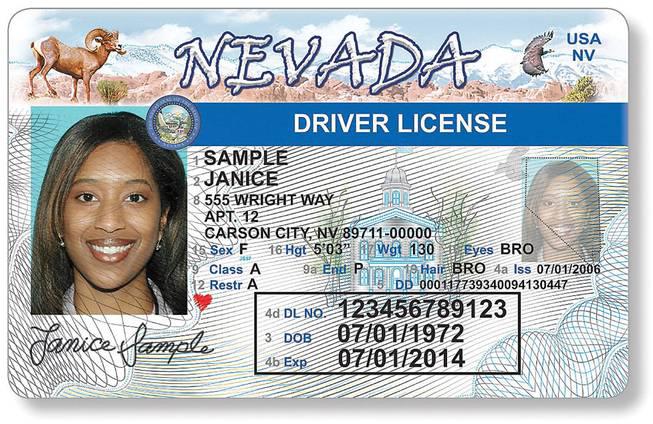 NEVADA
USA
NV
DRIVER LICENSE
1 SAMPLE
2 JANICE
8 555 WRIGHT WAY
APT. 12
CARSON CITY, NV 89711-00000
15 Sex F 16 Hgt 5'03" 17 Wgt 130 18 Eyes BRO
9 Class A 9a End P 19 Hair BRO 4a Iss 07/01/2006
12 Restr A 5 DD 000117739340094130447
4d DL NO. 123456789123
3 DOB 07/01/1972
4b Exp 07/01/2014
Janice Sample